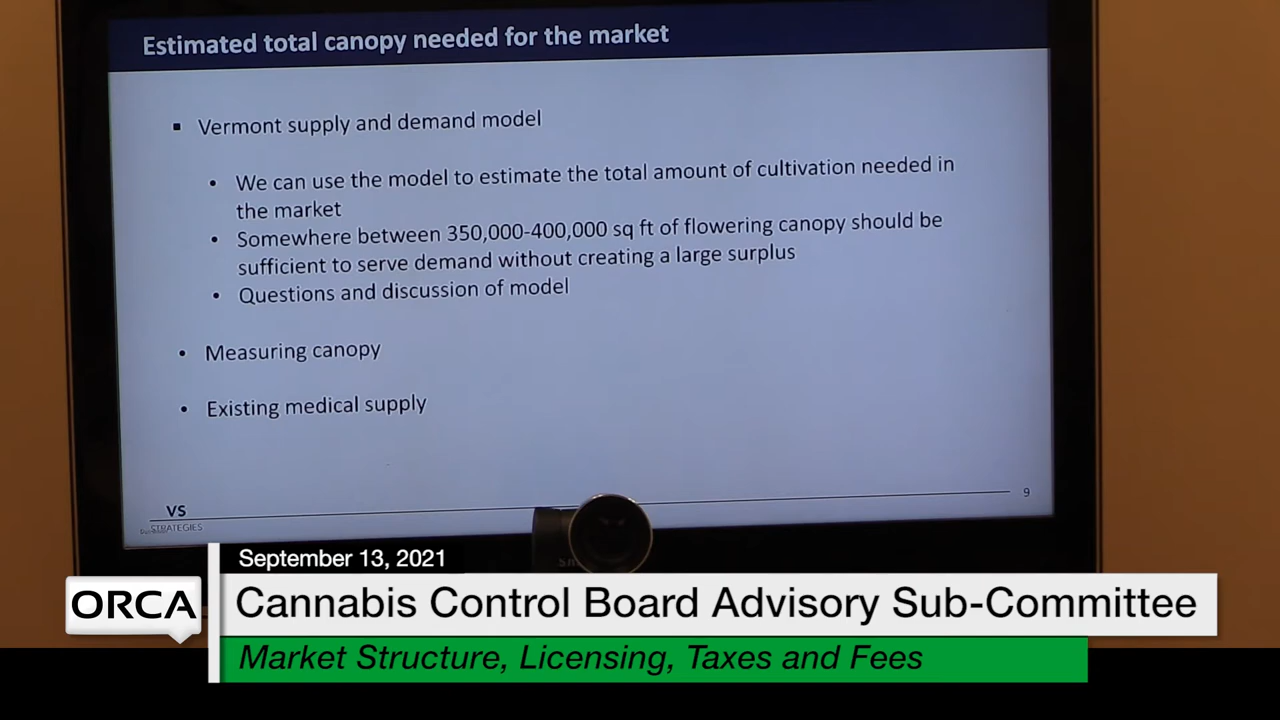 Estimated total canopy needed for the market
▪ Vermont supply and demand model
• We can use the model to estimate the total amount of cultivation needed in
the market
• Somewhere between 350,000-400,000 sq ft of flowering canopy should be
sufficient to serve demand without creating a large surplus
• Questions and discussion of model
• Measuring canopy
• Existing medical supply
9
VS
STRATEGIES
September 13, 2021
ORCA
Cannabis Control Board Advisory Sub-Committee
Market Structure, Licensing, Taxes and Fees